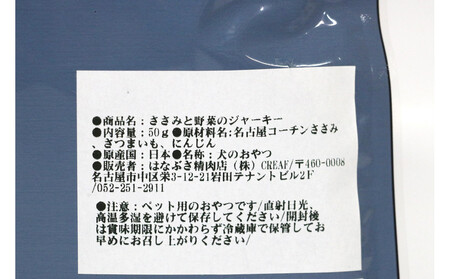 ●商品名：ささみと野菜のジャーキー
●内容量：50g●原材料名:名古屋コーチンささみ
、さつまいも、にんじん
●原産国：日本●名称：犬のおやつ
●販売者：はなぶさ精肉店（株）CREAF/〒460-0008
名古屋市中区栄3-12-21岩田テナントビル2F
/052-251-2911
●注意：ペット用のおやつです/直射日光、
高温多湿を避けて保存してください/開封後
は賞味期限にかかわらず冷蔵庫で保管してお
早めにお召し上がりください/